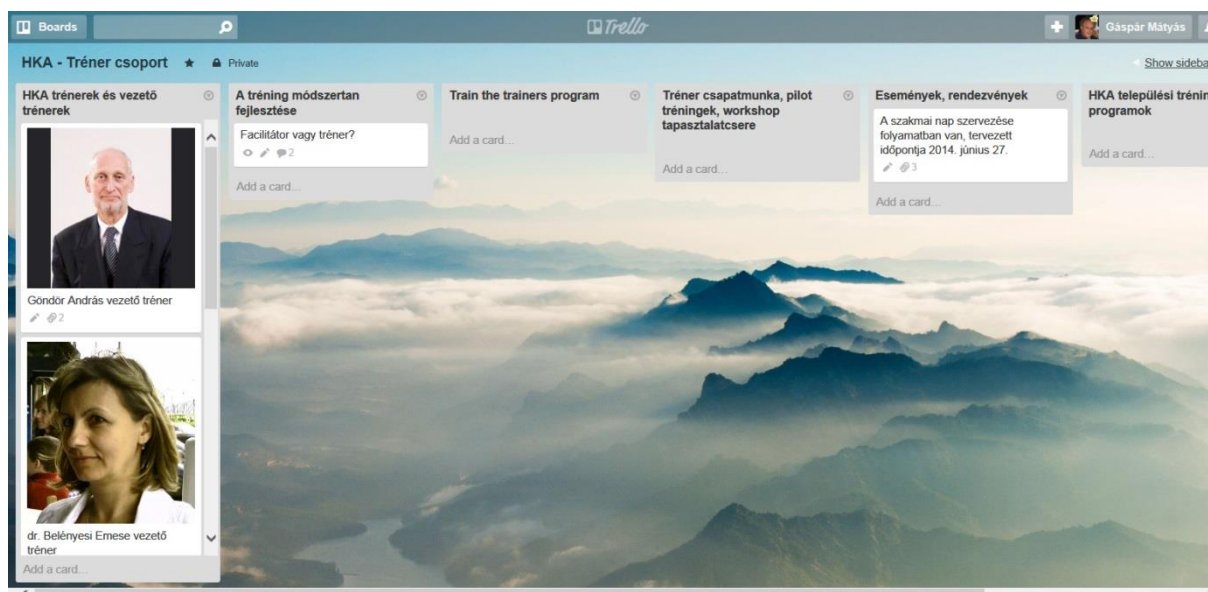 Boards
Trello
Gáspár Mátyás
HKA - Tréner csoport
Private
Show sideba
HKA trénerek és vezető
trénerek
Göndör András vezető tréner
2
dr. Belényesi Emese vezető
tréner
Add a card...
A tréning módszertan
fejlesztése
Facilitátor vagy tréner?
2
Add a card...
Train the trainers program
Add a card...
Tréner csapatmunka, pilot
tréningek, workshop
tapasztalatcsere
Add a card...
Események, rendezvények
A szakmai nap szervezése
folyamatban van, tervezett
időpontja 2014. június 27.
3
Add a card...
HKA települési trénin
programok
Add a card...